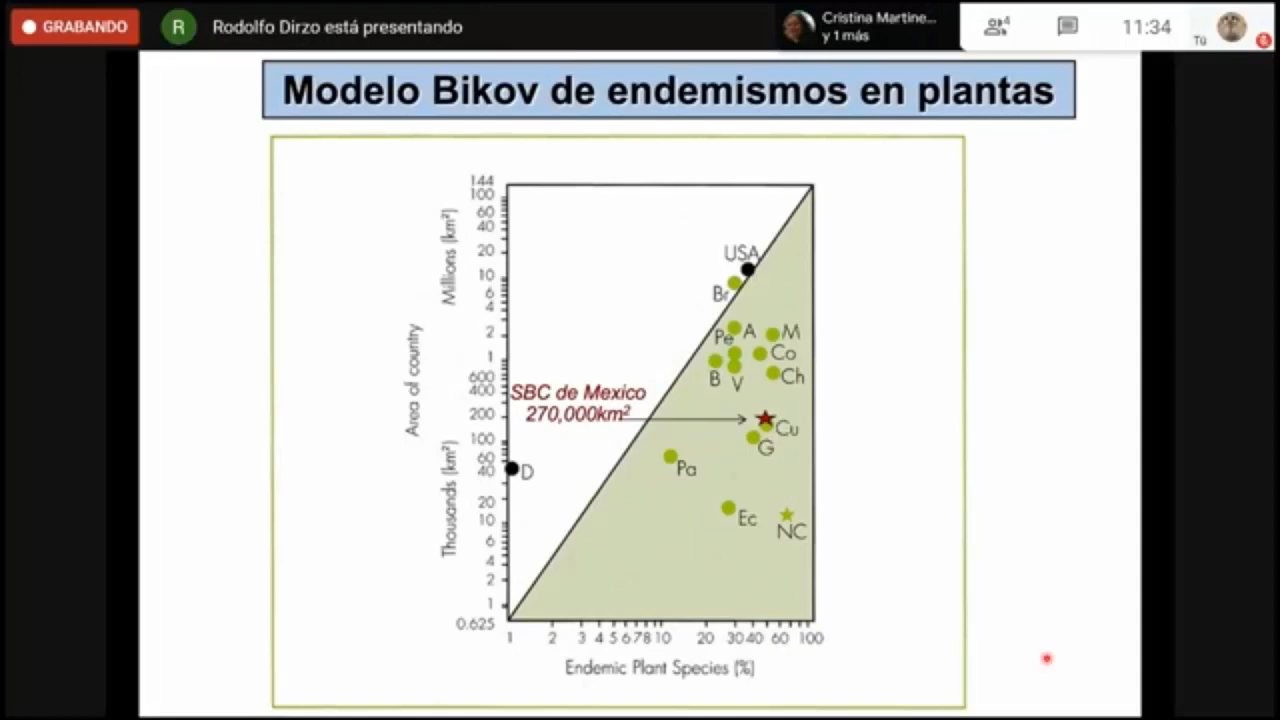 GRABANDO
R
Rodolfo Dirzo está presentando
Cristina Martine...
y 1 más
4
11:34
Tú
Modelo Bikov de endemismos en plantas
144
100
60
40
20
10
6
4
2
1
600
400
200
100
60
40
20
10
6
4
2
1
0.625
Millions (km²)
Area of country
Thousands (km²)
USA
Br
Pe
A
M
Co
B
V
Ch
SBC de Mexico
270,000km²
Cu
G
D
Pa
Ec
NC
1 2 3 4 5 6 7 8 10 20 30 40 60 100
Endemic Plant Species (%)